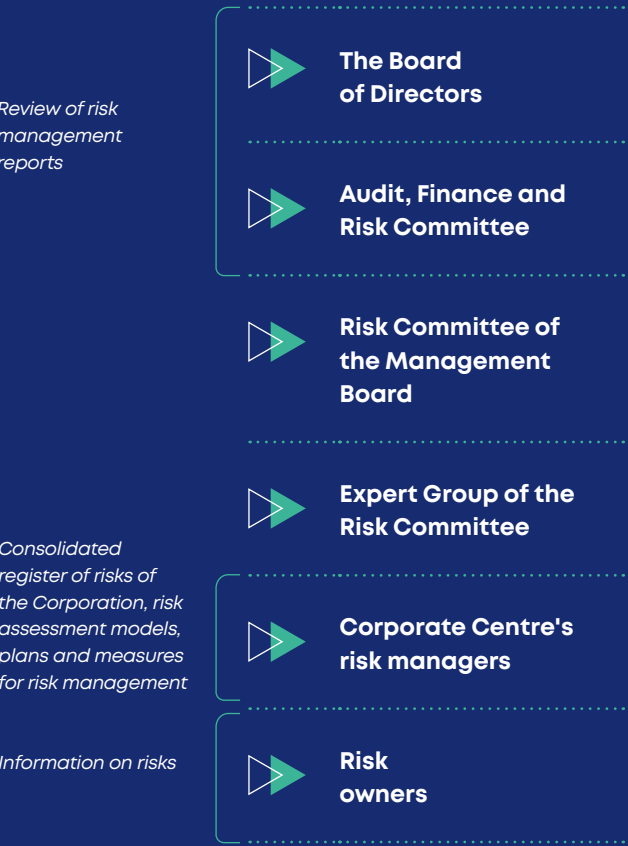 Review of risk
management
reports
The Board
of Directors
Audit, Finance and
Risk Committee
Risk Committee of
the Management
Board
Expert Group of the
Risk Committee
Consolidated
register of risks of
the Corporation, risk
assessment models,
plans and measures
for risk management
Corporate Centre's
risk managers
Information on risks
Risk
owners